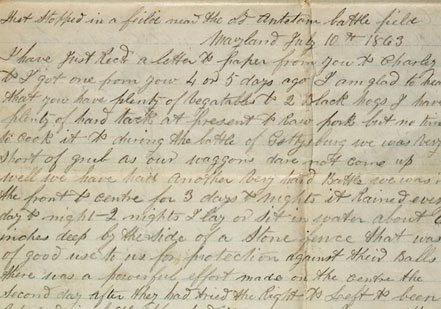 Just stopped in a field near the old Antetam battle field
Maryland July 10th 1863
I have Just Recd a letter & paper from you & Charley
& I got one from you 4 or 5 days ago I am glad to hear
that you have plenty of begatable & 2 black hogs I have
plenty of hard tack at present & Raw pork but no time
to cook it & during the battle of Gettysburg we was very
short of grub as our waggons dare not come up
well we have had another very hard Battle we was in
the front & centre for 3 days & nights it Rained every
day & night 2 nights I lay or sit in water about
inches deep by the side of a stone fence that was
of good use to us for protection against their Balls
there was a powerful effort made on the centre the
second day after they had tried the Right & Left & been